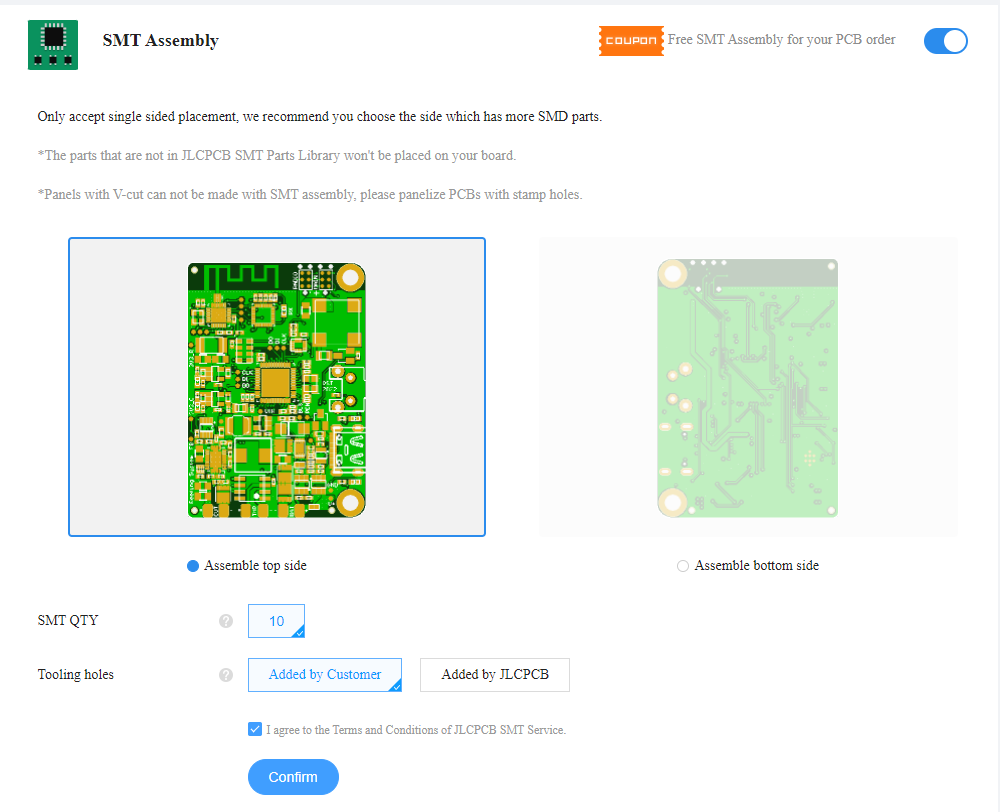 SMT Assembly
COUPON Free SMT Assembly for your PCB order
Only accept single sided placement, we recommend you choose the side which has more SMD parts.
*The parts that are not in JLCPCB SMT Parts Library won't be placed on your board.
*Panels with V-cut can not be made with SMT assembly, please panelize PCBs with stamp holes.
Assemble top side
Assemble bottom side
SMT QTY ? 10
Tooling holes ? Added by Customer Added by JLCPCB
I agree to the Terms and Conditions of JLCPCB SMT Service.
Confirm